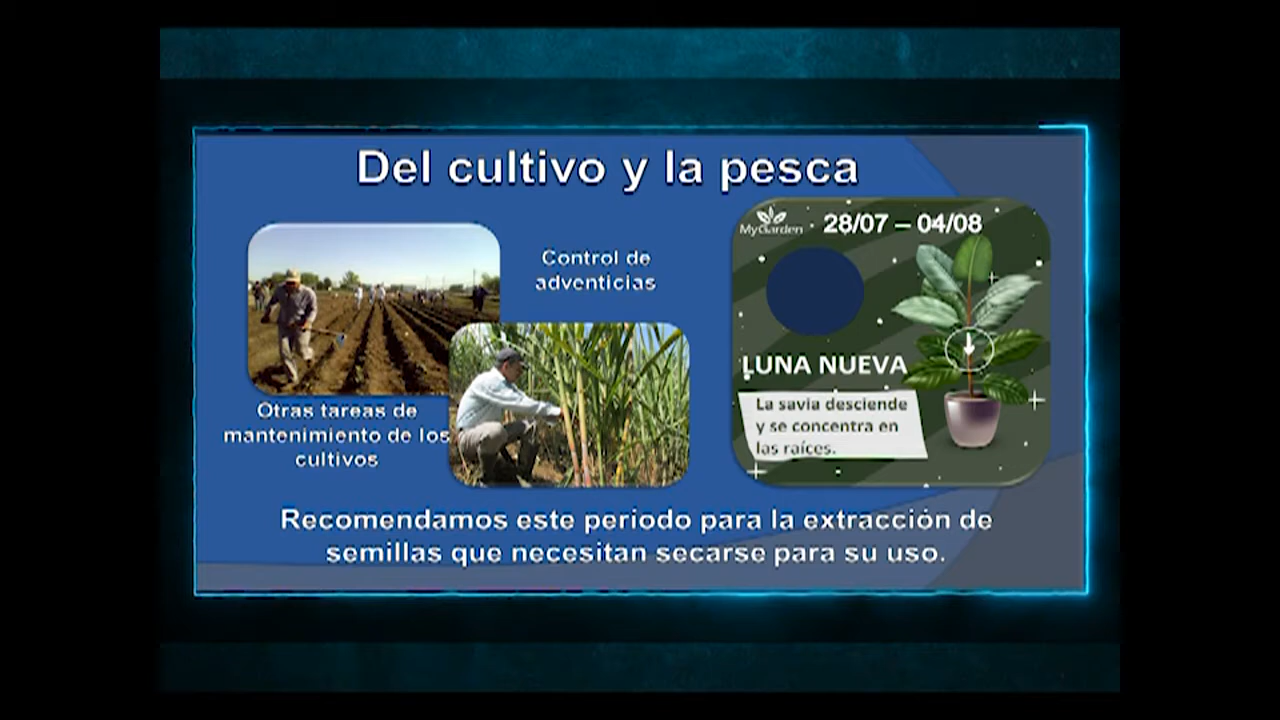 Del cultivo y la pesca
Control de
adventicias
Otras tareas de
mantenimiento de los
cultivos
MyGarden
28/07 – 04/08
LUNA NUEVA
La savia desciende
y se concentra en
las raíces.
Recomendamos este periodo para la extracción de
semillas que necesitan secarse para su uso.